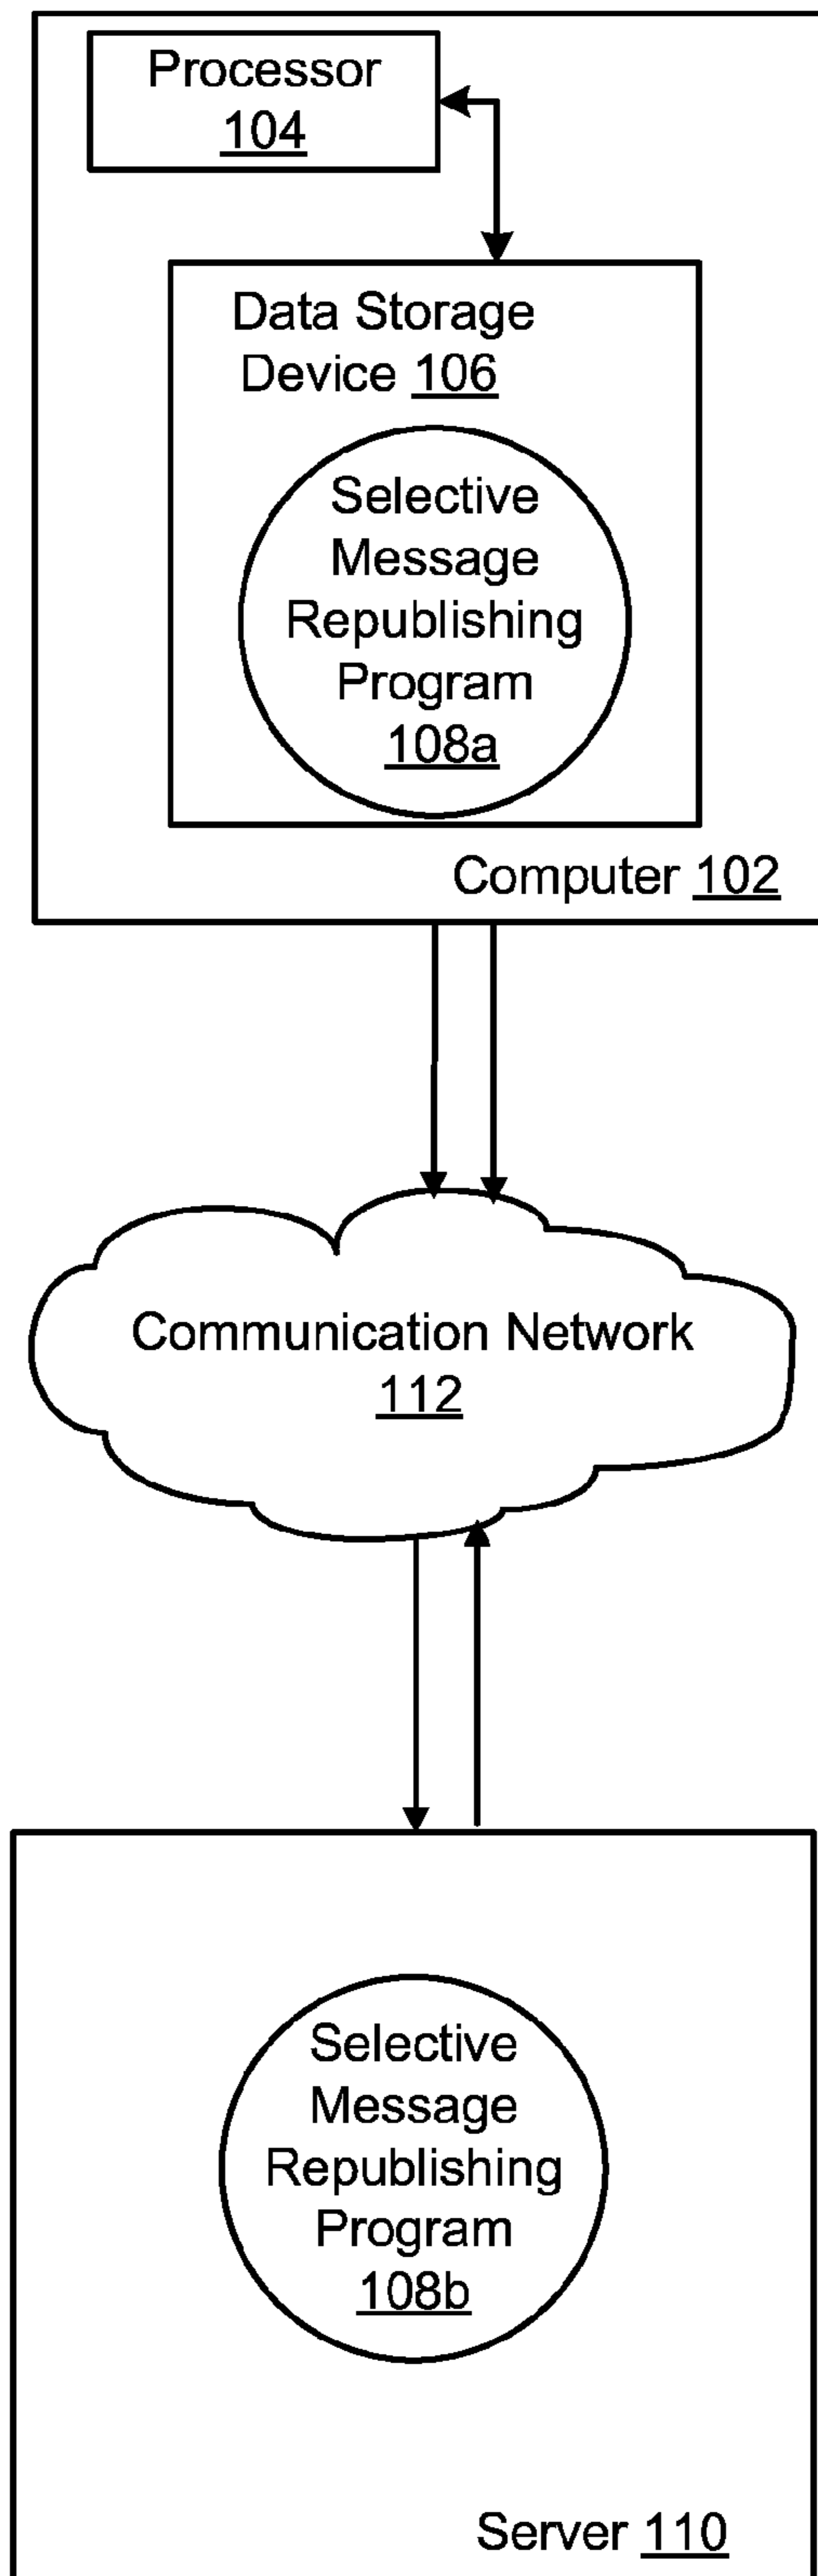 Processor
104
Data Storage
Device 106
Selective
Message
Republishing
Program
108a
Computer 102
Communication Network
112
Selective
Message
Republishing
Program
108b
Server 110